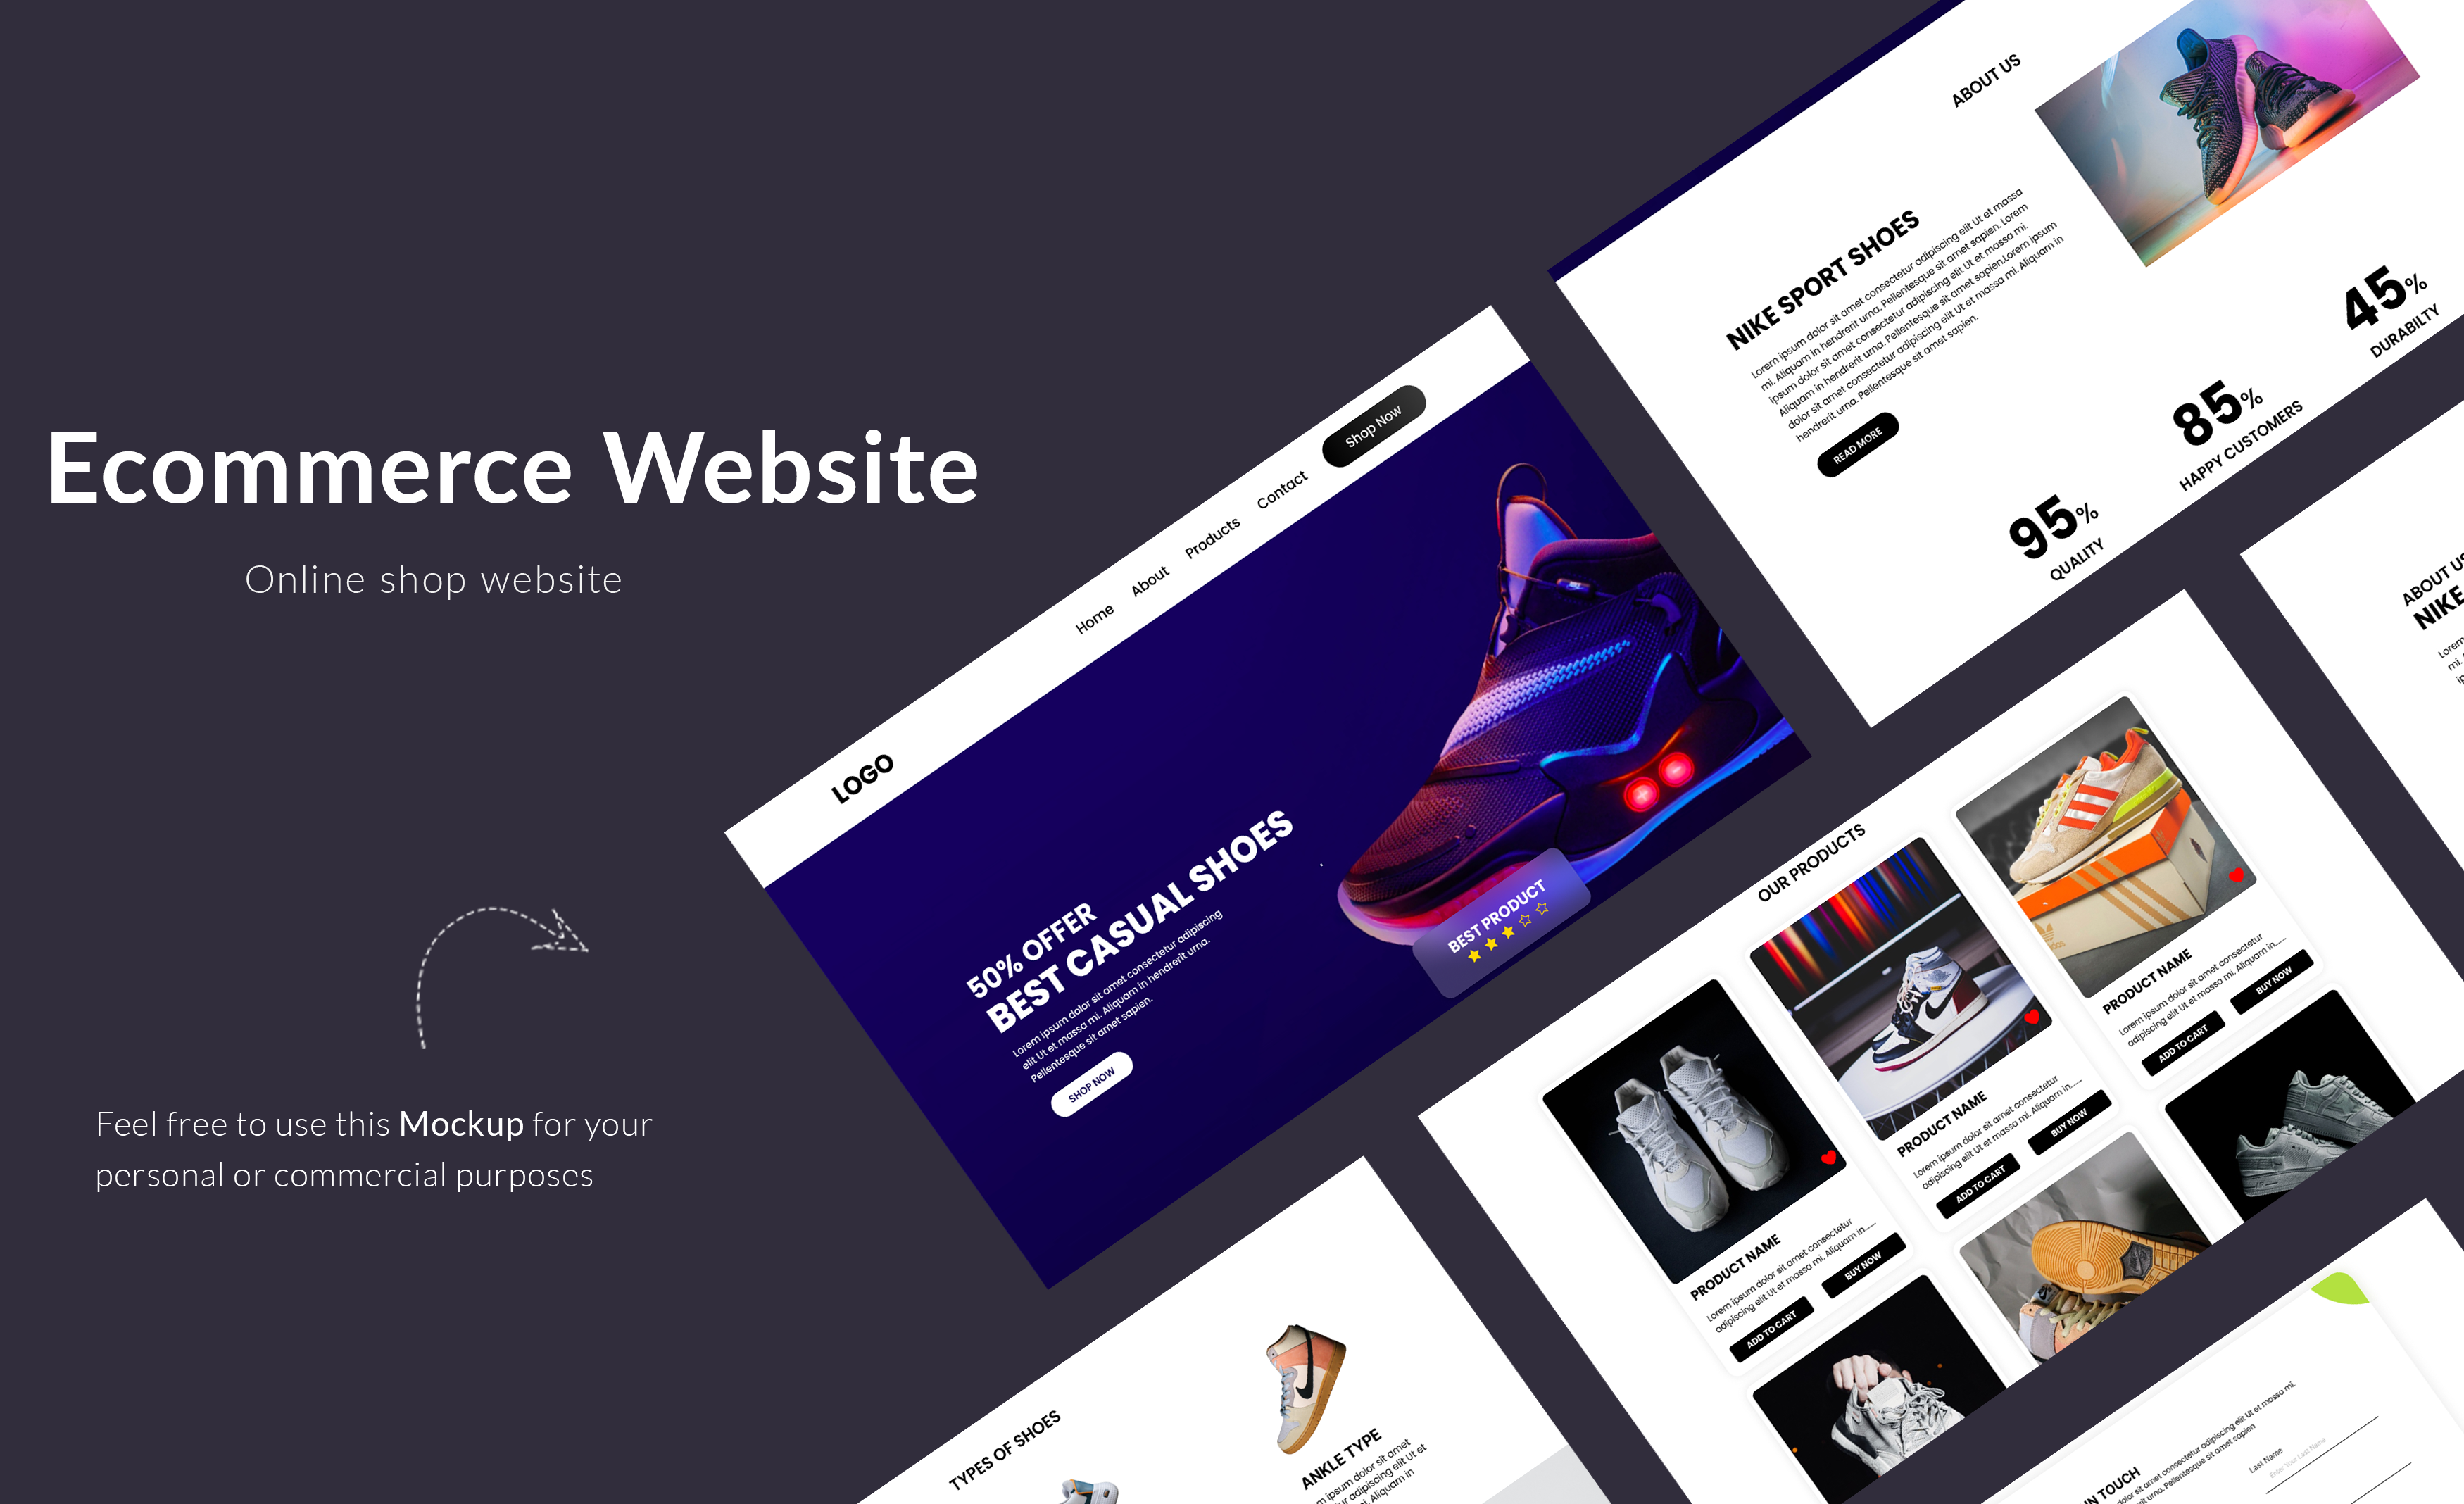 Ecommerce Website
Online shop website
Feel free to use this Mockup for your
personal or commercial purposes
LOGO
Home
About
Products
Contact
Shop Now
50% OFFER
BEST CASUAL SHOES
Lorem ipsum dolor sit amet consectetur adipiscing
elit Ut et massa mi. Aliquam in hendrerit urna.
Pellentesque sit amet sapien.
SHOP NOW
BEST PRODUCT
ABOUT US
NIKE SPORT SHOES
Lorem ipsum dolor sit amet consectetur adipiscing elit Ut et massa
mi. Aliquam in hendrerit urna. Pellentesque sit amet sapien. Lorem
ipsum dolor sit amet consectetur adipiscing elit Ut et massa mi.
Aliquam in hendrerit urna. Pellentesque sit amet sapien.Lorem ipsum
dolor sit amet consectetur adipiscing elit Ut et massa mi. Aliquam in
hendrerit urna. Pellentesque sit amet sapien.
READ MORE
95%
QUALITY
85%
HAPPY CUSTOMERS
45%
DURABILTY
ABOUT US
NIKE
Lorem
mi.
OUR PRODUCTS
PRODUCT NAME
Lorem ipsum dolor sit amet consectetur
adipiscing elit Ut et massa mi. Aliquam in......
ADD TO CART
BUY NOW
PRODUCT NAME
Lorem ipsum dolor sit amet consectetur
adipiscing elit Ut et massa mi. Aliquam in......
ADD TO CART
BUY NOW
adidas
PRODUCT NAME
Lorem ipsum dolor sit amet consectetur
adipiscing elit Ut et massa mi. Aliquam in......
ADD TO CART
BUY NOW
TYPES OF SHOES
ANKLE TYPE
ipsum dolor sit amet
adipiscing elit Ut et
Aliquam in
IN TOUCH
dolor sit amet consectetur adipiscing elit Ut et massa mi.
urna. Pellentesque sit amet sapien
Last Name
Enter Your Last Name